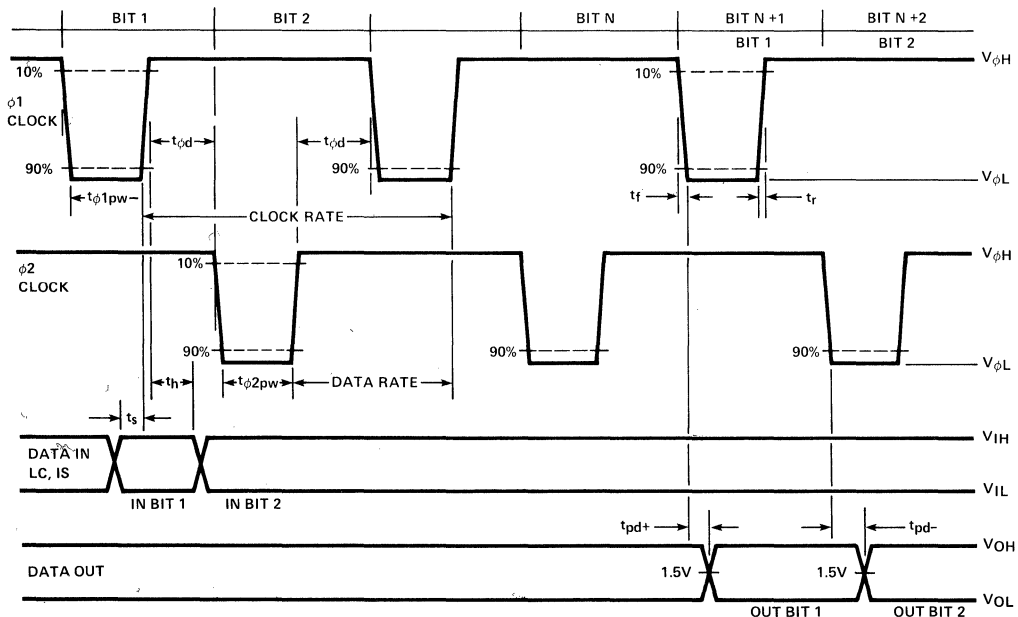 BIT 1 BIT 2 BIT N BIT N +1 BIT N+2
BIT 1 BIT 2
VϕH
10% 10%
ϕ1
CLOCK
tϕd tϕd
90% 90% 90%
VϕL
tϕ1pw tf tr
CLOCK RATE
VϕH
ϕ2
CLOCK
10%
90% 90% 90%
VϕL
th tϕ2pw DATA RATE
ts
VIH
DATA IN
LC, IS
VIL
IN BIT 1 IN BIT 2
tpd+ tpd-
VOH
DATA OUT 1.5V 1.5V
VOL
OUT BIT 1 OUT BIT 2